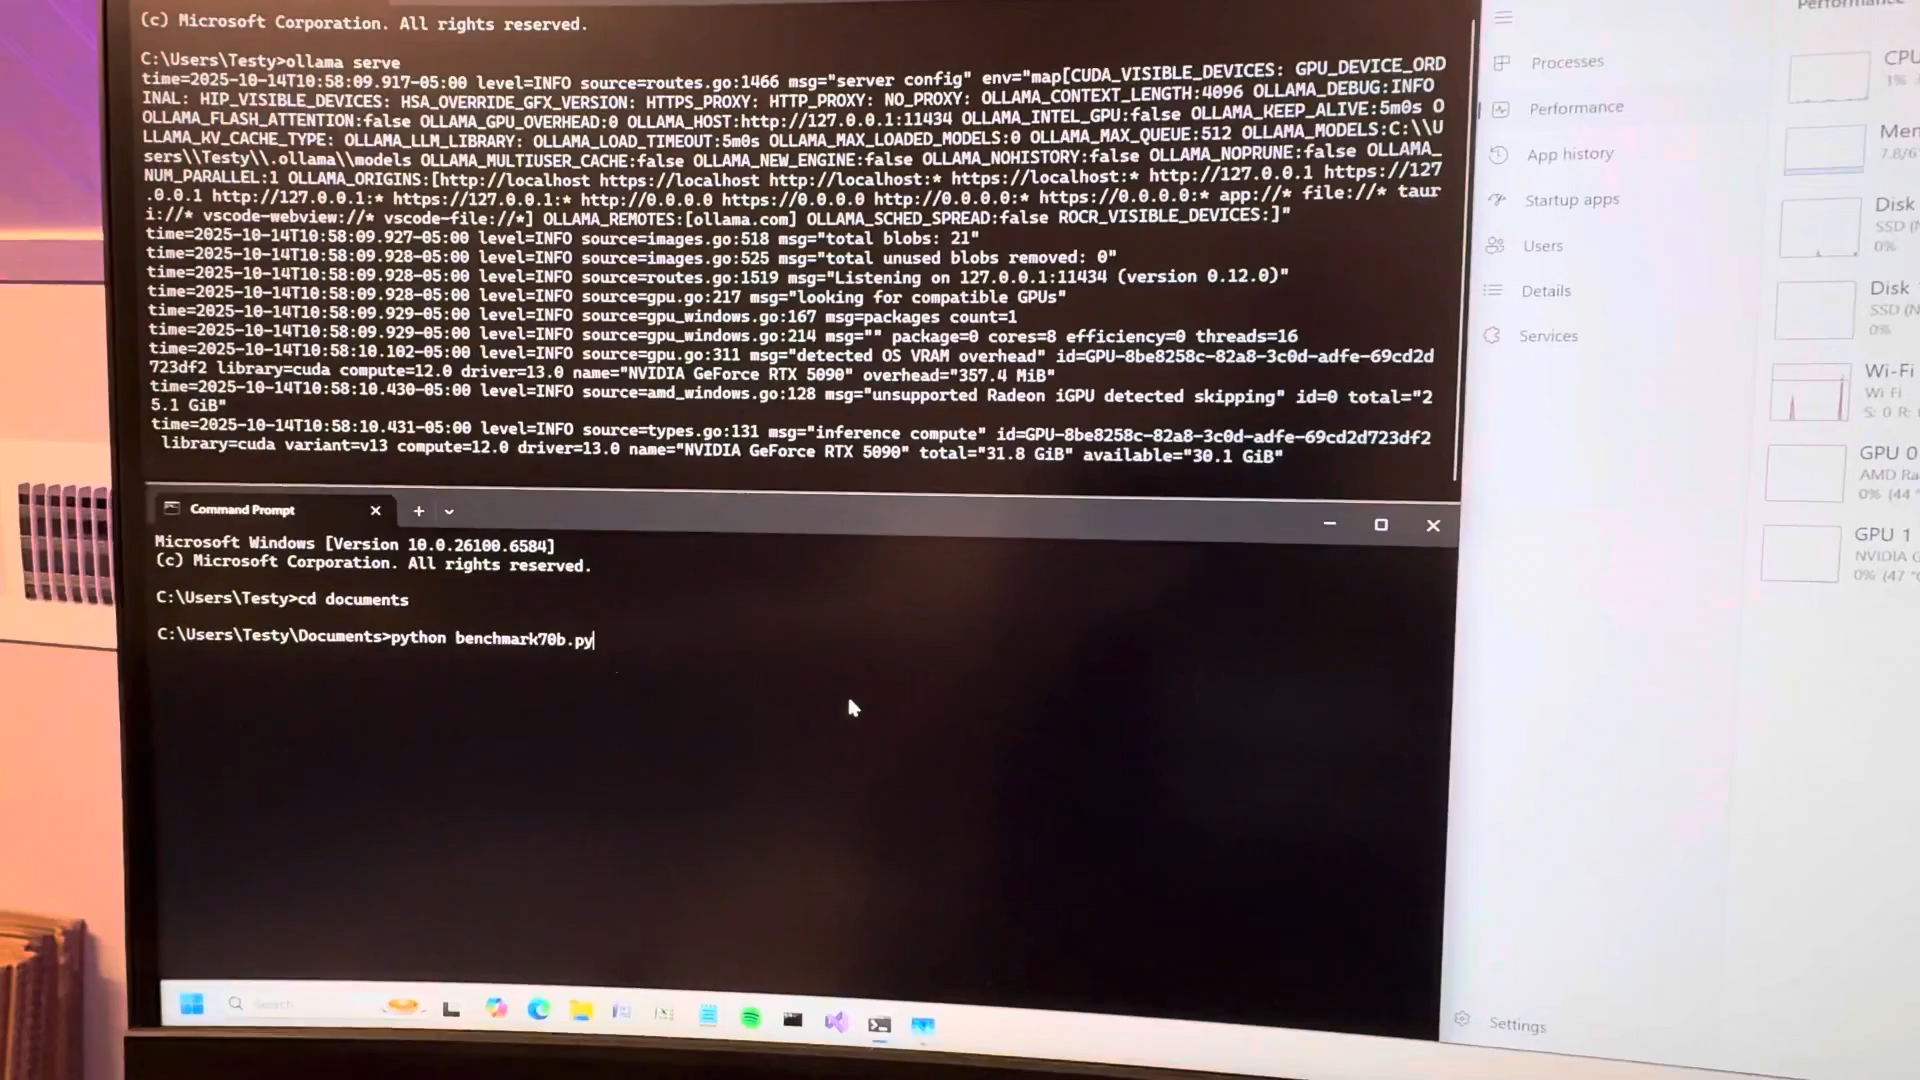 (c) Microsoft Corporation. All rights reserved.
C:\Users\Testy>ollama serve
time=2025-10-14T10:58:09.917-05:00 level=INFO source=routes.go:1466 msg="server config" env="map[CUDA_VISIBLE_DEVICES: GPU_DEVICE_ORD
INAL: HIP_VISIBLE_DEVICES: HSA_OVERRIDE_GFX_VERSION: HTTPS_PROXY: HTTP_PROXY: NO_PROXY: OLLAMA_CONTEXT_LENGTH:4096 OLLAMA_DEBUG:INFO
OLLAMA_FLASH_ATTENTION:false OLLAMA_GPU_OVERHEAD:0 OLLAMA_HOST:http://127.0.0.1:11434 OLLAMA_INTEL_GPU:false OLLAMA_KEEP_ALIVE:5m0s O
LLAMA_KV_CACHE_TYPE: OLLAMA_LLM_LIBRARY: OLLAMA_LOAD_TIMEOUT:5m0s OLLAMA_MAX_LOADED_MODELS:0 OLLAMA_MAX_QUEUE:512 OLLAMA_MODELS:C:\\U
sers\\Testy\\.ollama\\models OLLAMA_MULTIUSER_CACHE:false OLLAMA_NEW_ENGINE:false OLLAMA_NOHISTORY:false OLLAMA_NOPRUNE:false OLLAMA_
NUM_PARALLEL:1 OLLAMA_ORIGINS:[http://localhost https://localhost http://localhost:* https://localhost:* http://127.0.0.1 https://127
.0.0.1 http://127.0.0.1:* https://127.0.0.1:* http://0.0.0.0 https://0.0.0.0 http://0.0.0.0:* https://0.0.0.0:* app://* file://* taur
i://* vscode-webview://* vscode-file://*] OLLAMA_REMOTES:[ollama.com] OLLAMA_SCHED_SPREAD:false ROCR_VISIBLE_DEVICES:]"
time=2025-10-14T10:58:09.927-05:00 level=INFO source=images.go:518 msg="total blobs: 21"
time=2025-10-14T10:58:09.928-05:00 level=INFO source=images.go:525 msg="total unused blobs removed: 0"
time=2025-10-14T10:58:09.928-05:00 level=INFO source=routes.go:1519 msg="Listening on 127.0.0.1:11434 (version 0.12.0)"
time=2025-10-14T10:58:09.928-05:00 level=INFO source=gpu.go:217 msg="looking for compatible GPUs"
time=2025-10-14T10:58:09.929-05:00 level=INFO source=gpu_windows.go:167 msg=packages count=1
time=2025-10-14T10:58:09.929-05:00 level=INFO source=gpu_windows.go:214 msg="" package=0 cores=8 efficiency=0 threads=16
time=2025-10-14T10:58:10.102-05:00 level=INFO source=gpu.go:311 msg="detected OS VRAM overhead" id=GPU-8be8258c-82a8-3c0d-adfe-69cd2d
723df2 library=cuda compute=12.0 driver=13.0 name="NVIDIA GeForce RTX 5090" overhead="357.4 MiB"
time=2025-10-14T10:58:10.430-05:00 level=INFO source=amd_windows.go:128 msg="unsupported Radeon iGPU detected skipping" id=0 total="2
5.1 GiB"
time=2025-10-14T10:58:10.431-05:00 level=INFO source=types.go:131 msg="inference compute" id=GPU-8be8258c-82a8-3c0d-adfe-69cd2d723df2
library=cuda variant=v13 compute=12.0 driver=13.0 name="NVIDIA GeForce RTX 5090" total="31.8 GiB" available="30.1 GiB"
Command Prompt
Microsoft Windows [Version 10.0.26100.6584]
(c) Microsoft Corporation. All rights reserved.
C:\Users\Testy>cd documents
C:\Users\Testy\Documents>python benchmark70b.py
Search
Processes
Performance
App history
Startup apps
Users
Details
Services
Settings
Performance
CPU
1%
Mem
7.8/6
Disk
SSD (N
0%
Disk
SSD (N
0%
Wi-Fi
Wi Fi
S: 0 R:
GPU 0
AMD Ra
0% (44 °
GPU 1
NVIDIA G
0% (47 °